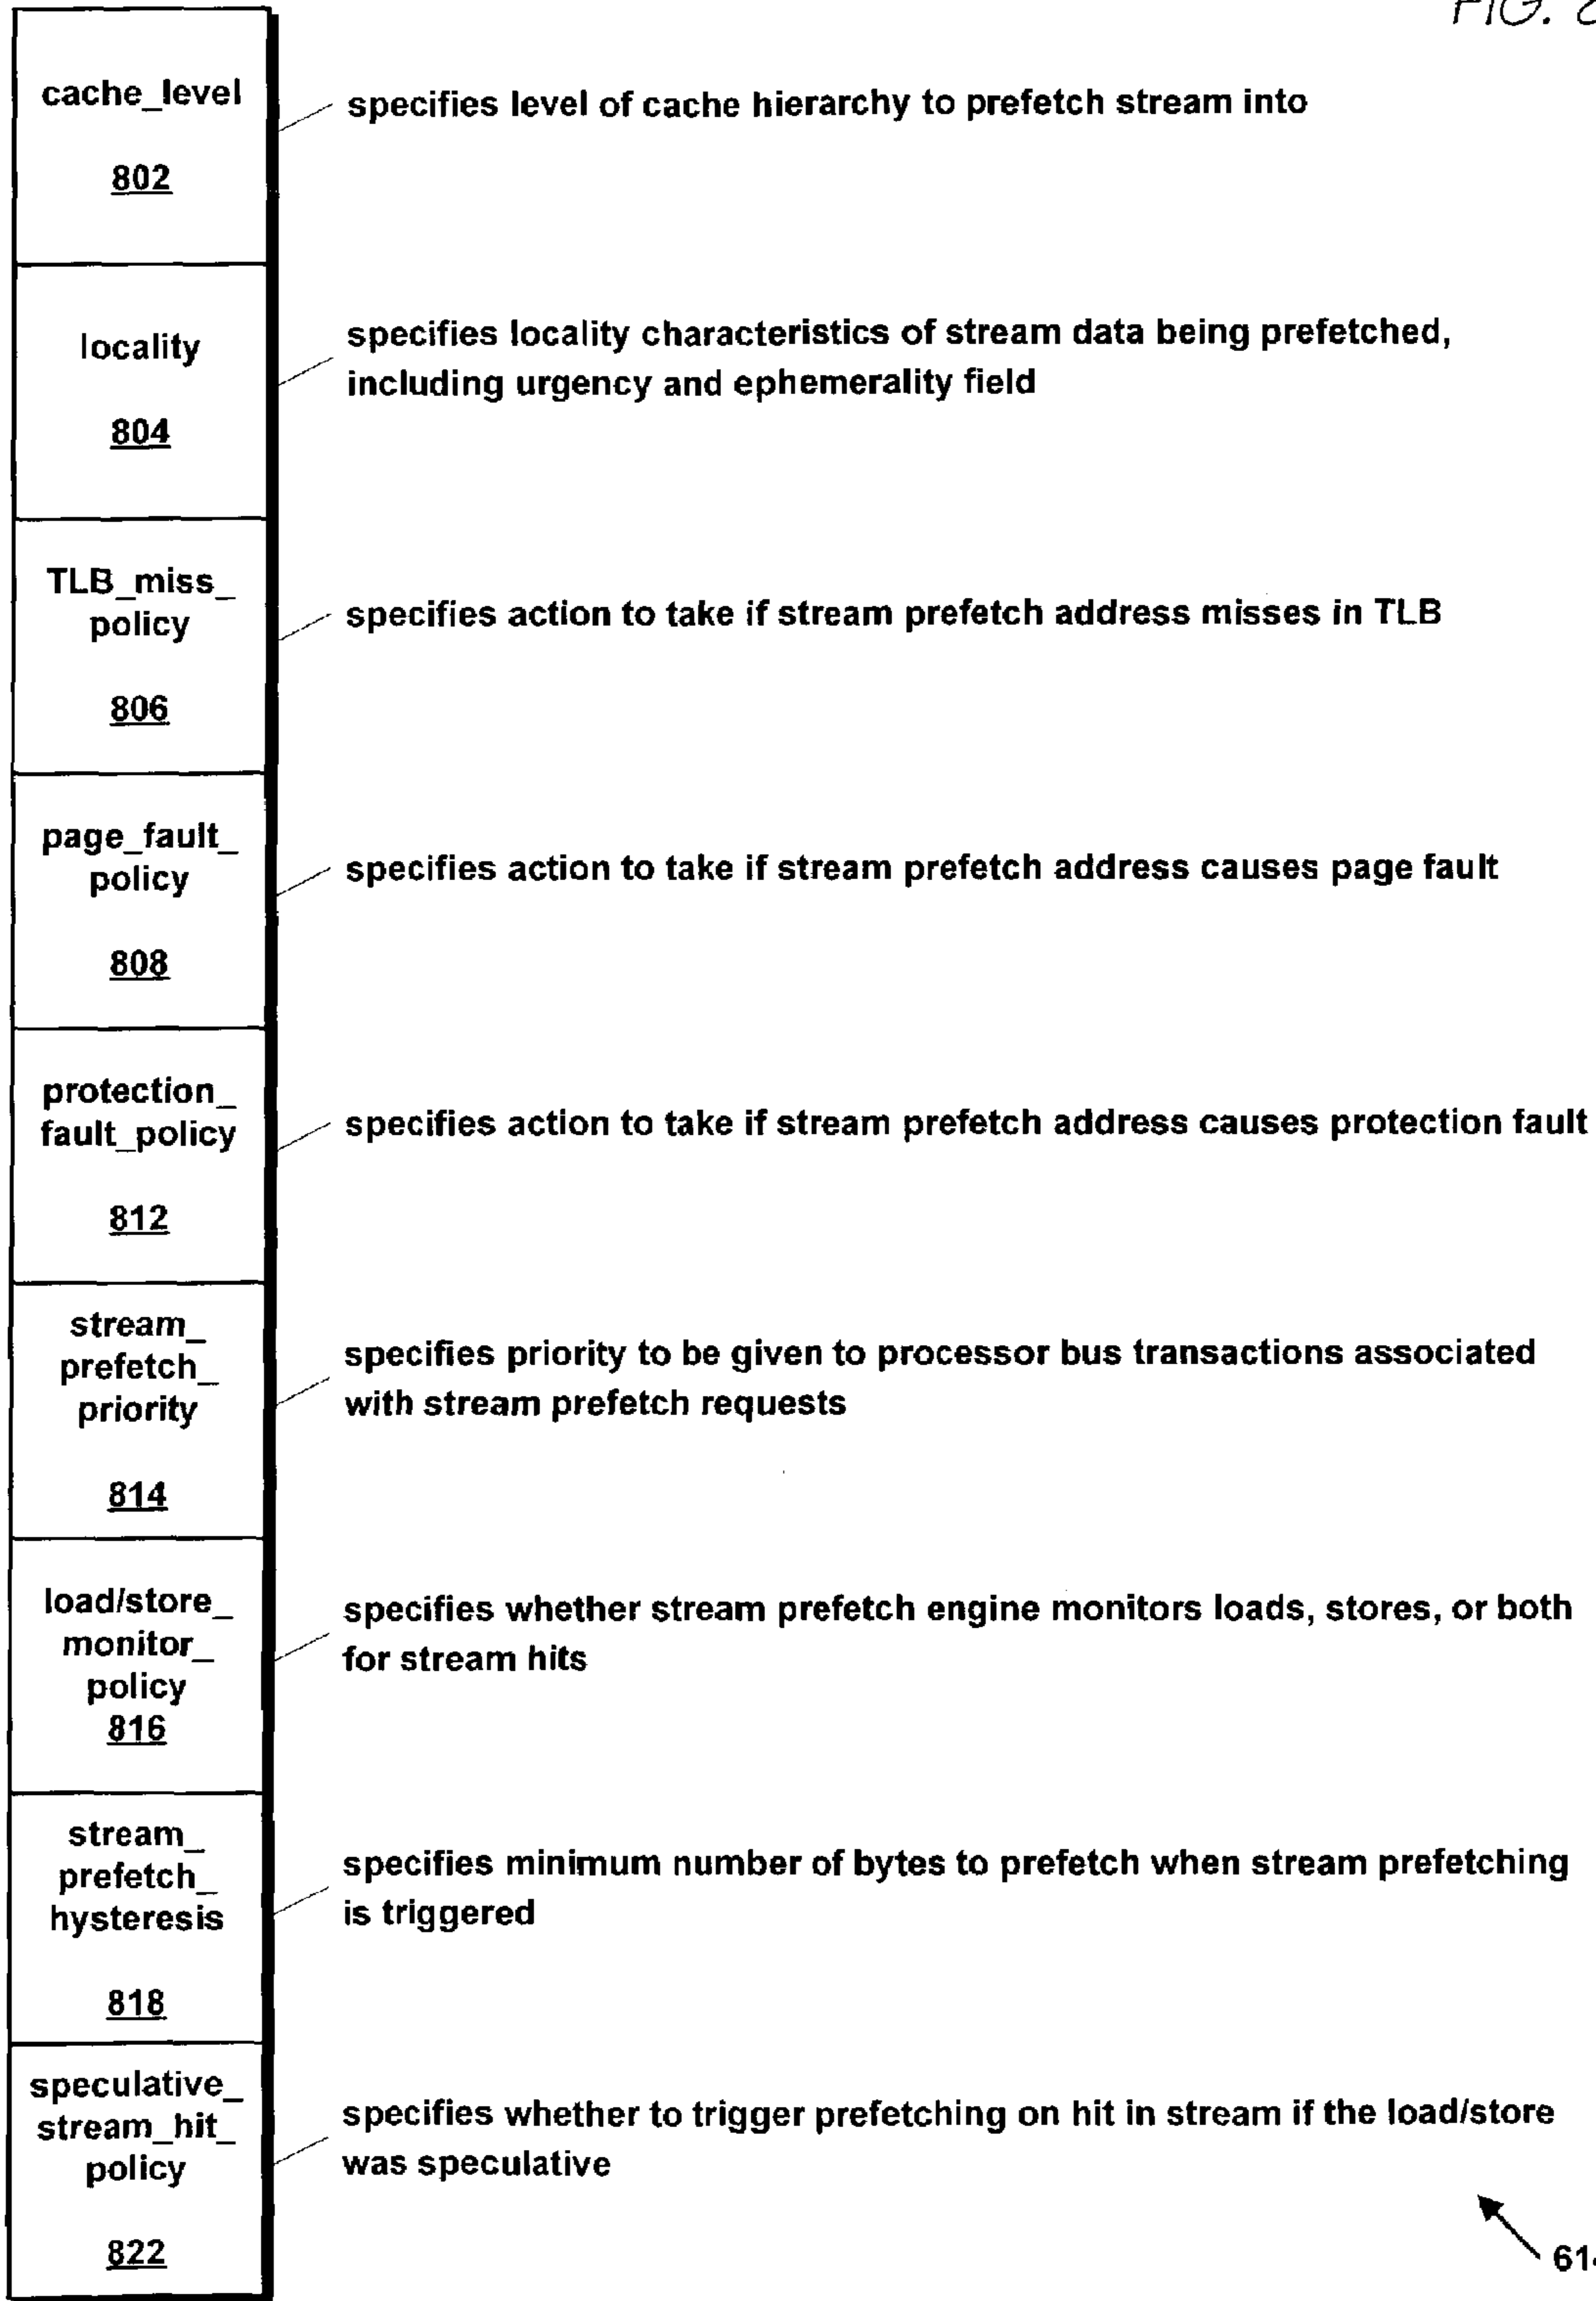 FIG. 8
cache_level
802
specifies level of cache hierarchy to prefetch stream into
locality
804
specifies locality characteristics of stream data being prefetched,
including urgency and ephemerality field
TLB_miss_
policy
806
specifies action to take if stream prefetch address misses in TLB
page_fault_
policy
808
specifies action to take if stream prefetch address causes page fault
protection_
fault_policy
812
specifies action to take if stream prefetch address causes protection fault
stream_
prefetch_
priority
814
specifies priority to be given to processor bus transactions associated
with stream prefetch requests
load/store_
monitor_
policy
816
specifies whether stream prefetch engine monitors loads, stores, or both
for stream hits
stream_
prefetch_
hysteresis
818
specifies minimum number of bytes to prefetch when stream prefetching
is triggered
speculative_
stream_hit_
policy
822
specifies whether to trigger prefetching on hit in stream if the load/store
was speculative
614